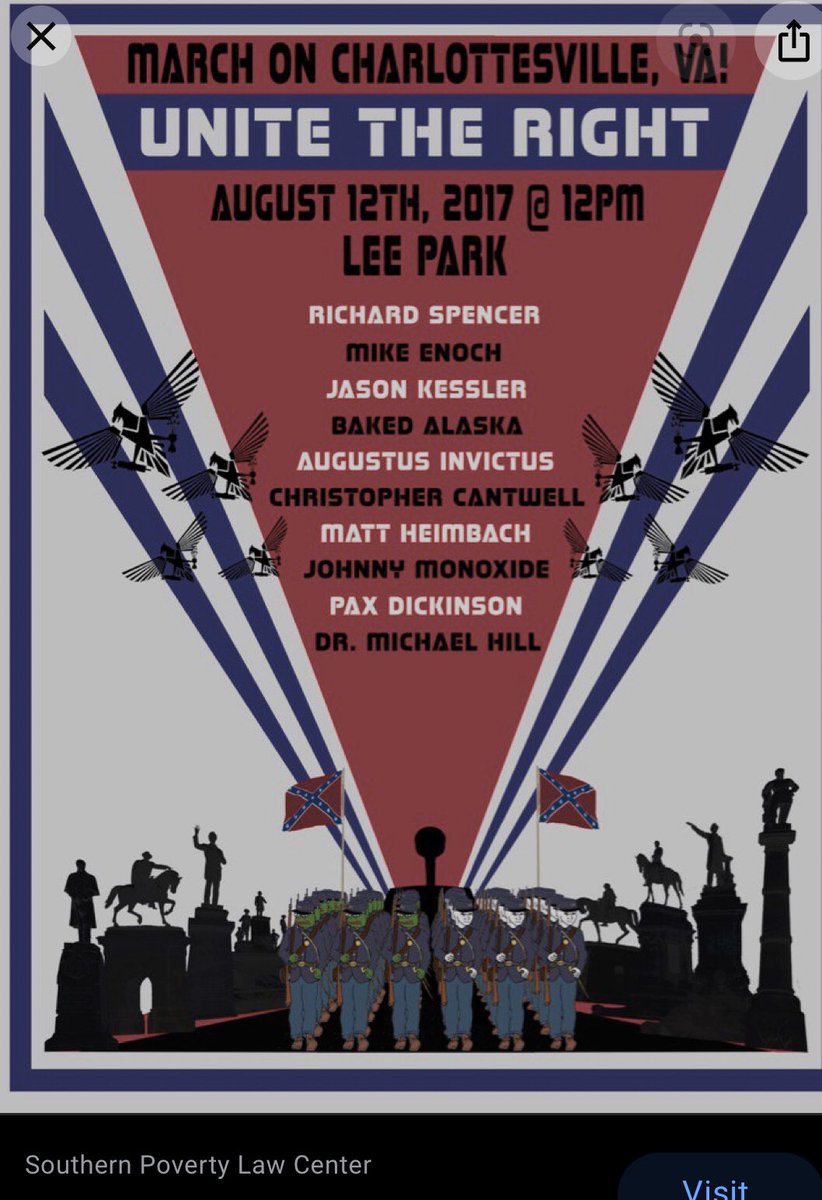 MARCH ON CHARLOTTESVILLE, VA!
UNITE THE RIGHT
AUGUST 12TH, 2017 @ 12PM
LEE PARK
RICHARD SPENCER
MIKE ENOCH
JASON KESSLER
BAKED ALASKA
AUGUSTUS INVICTUS
CHRISTOPHER CANTWELL
MATT HEIMBACH
JOHNNY MONOXIDE
PAX DICKINSON
DR. MICHAEL HILL
Southern Poverty Law Center
Visit